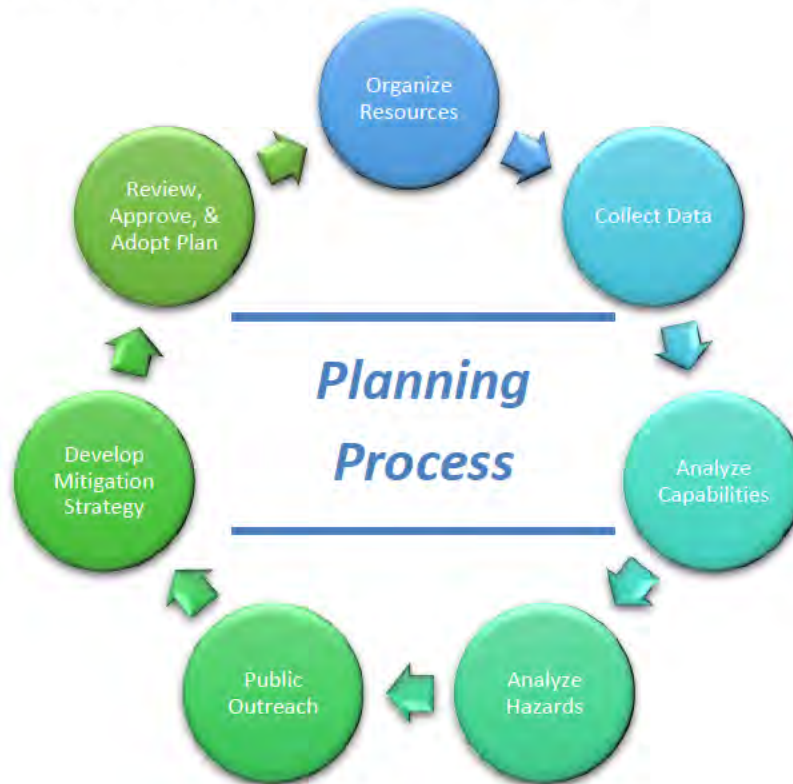 Organize
Resources
Collect Data
Analyze
Capabilities
Analyze
Hazards
Public
Outreach
Develop
Mitigation
Strategy
Review,
Approve, &
Adopt Plan
Planning
Process